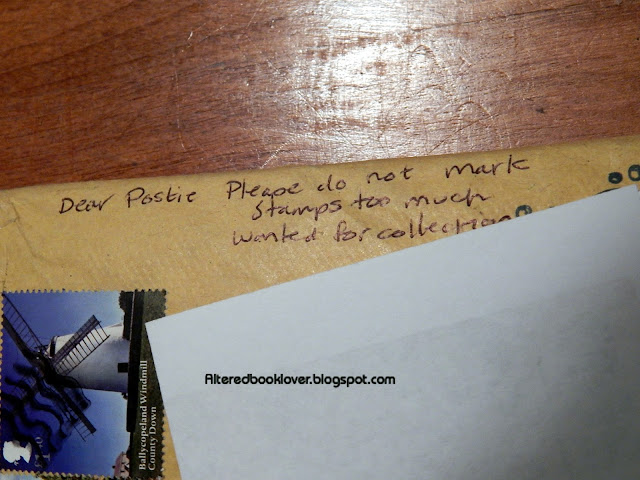 Dear Postie Please do not mark
stamps too much
wanted for collection
Alteredbooklover.blogspot.com
Ballycopeland Windmill
County Down